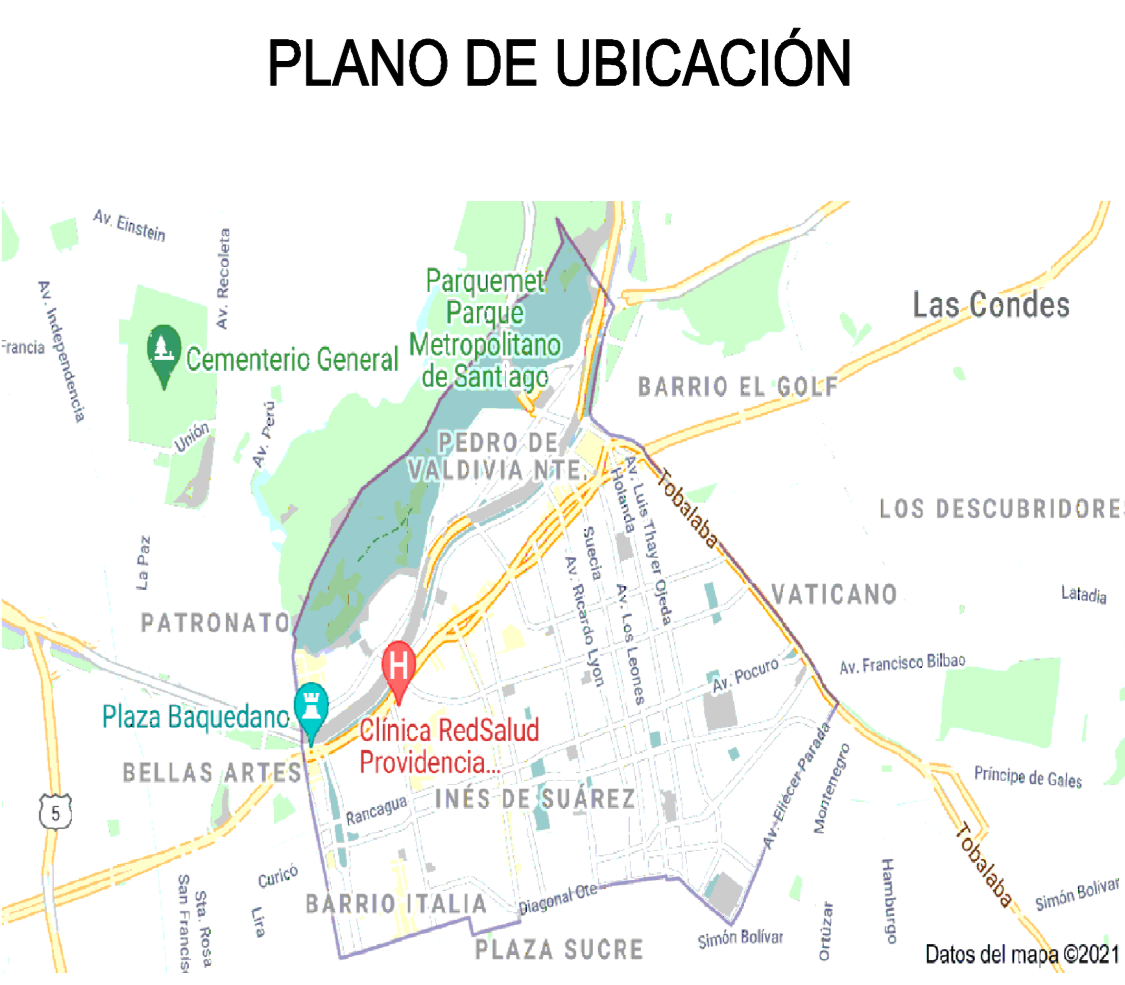 PLANO DE UBICACIÓN
Av. Einstein
Av. Recoleta
Av. Independencia
Francia
Cementerio General
Parquemet
Parque
Metropolitano
de Santiago
Las Condes
BARRIO EL GOLF
Unión
Av. Perú
PEDRO DE
VALDIVIA NTE.
Holanda
Av. Luis Thayer Ojeda
Tobalaba
LOS DESCUBRIDORE
La Paz
Suecia
Av. Ricardo Lyon
Av. Los Leones
VATICANO
Latadia
PATRONATO
H
Av. Pocuro
Av. Francisco Bilbao
Plaza Baquedano
Clínica RedSalud
Providencia...
BELLAS ARTES
5
Rancagua
INÉS DE SUÁREZ
Av. Eliécer Parada
Montenegro
Príncipe de Gales
Tobalaba
Curicó
San Francis
Sta. Rosa
Lira
BARRIO ITALIA
Diagonal Ote
PLAZA SUCRE
Simón Bolívar
Ortúzar
Hamburgo
Simón Bolívar
Datos del mapa ©2021